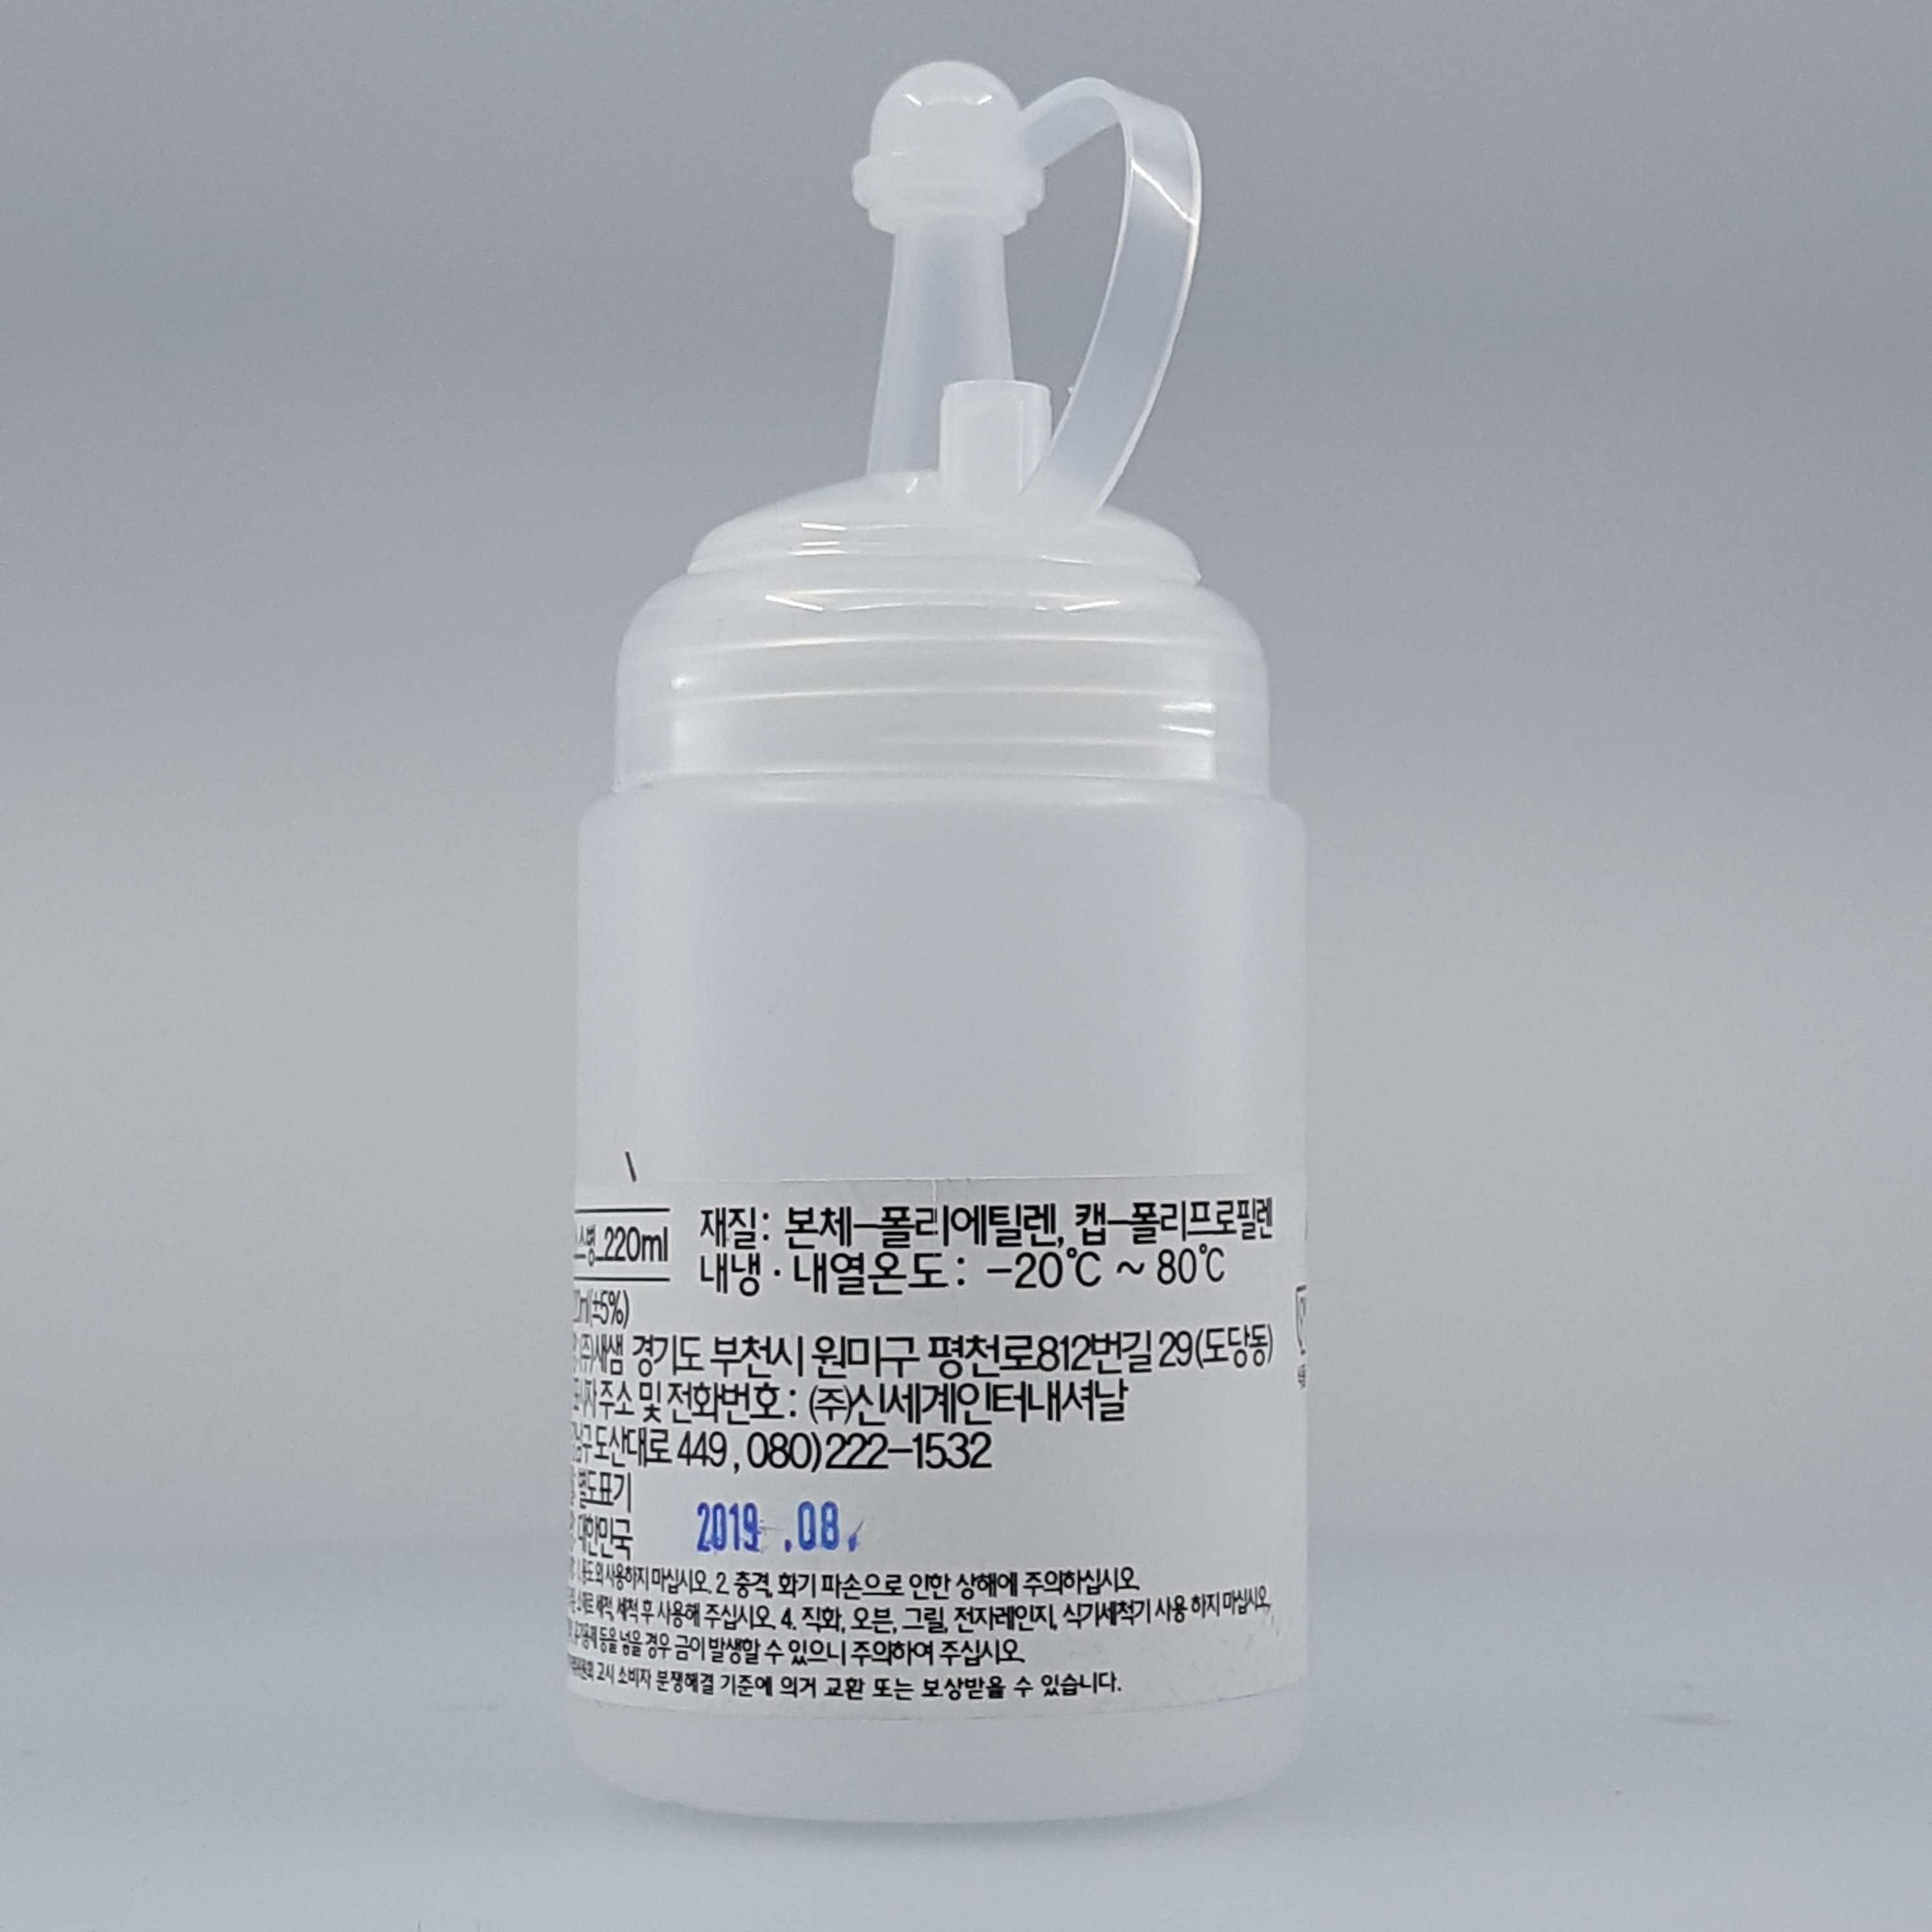 스병_220ml
재질: 본체-폴리에틸렌, 캡-폴리프로필렌
내냉·내열온도: -20℃ ~ 80℃
ml(±5%)
(주)새샘 경기도 부천시 원미구 평천로812번길 29(도당동)
주소 및 전화번호: (주)신세계인터내셔날
도산대로 449, 080)222-1532
별도표기
대한민국
2019 .08.
사용하지 마십시오. 2. 충격, 화기 파손으로 인한 상해에 주의하십시오.
세척, 세척 후 사용해 주십시오. 4. 직화, 오븐, 그릴, 전자레인지, 식기세척기 사용 하지 마십시오.
등을 넣을 경우 금이 발생할 수 있으니 주의하여 주십시오.
고시 소비자 분쟁해결 기준에 의거 교환 또는 보상받을 수 있습니다.